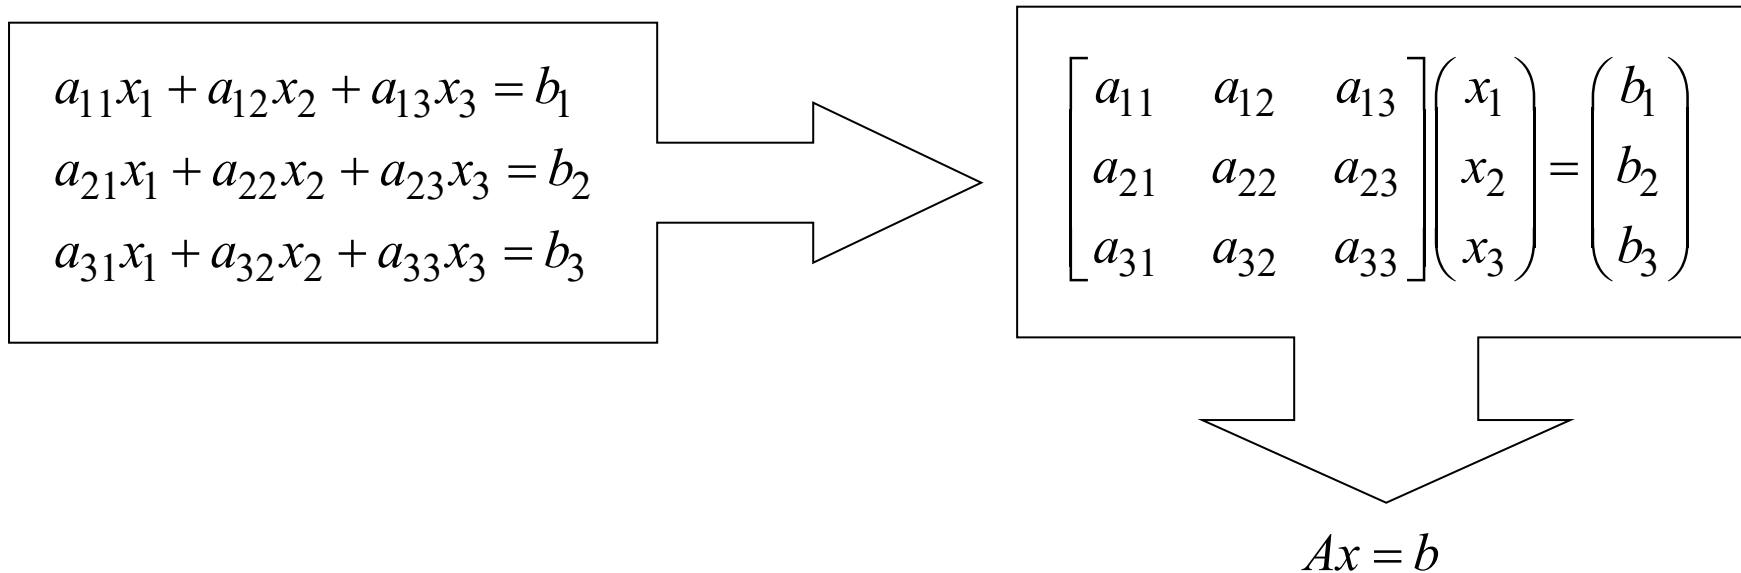 a₁₁x₁ + a₁₂x₂ + a₁₃x₃ = b₁
a₂₁x₁ + a₂₂x₂ + a₂₃x₃ = b₂
a₃₁x₁ + a₃₂x₂ + a₃₃x₃ = b₃
[a₁₁ a₁₂ a₁₃] (x₁) = (b₁)
[a₂₁ a₂₂ a₂₃] (x₂) = (b₂)
[a₃₁ a₃₂ a₃₃] (x₃) = (b₃)
Ax = b